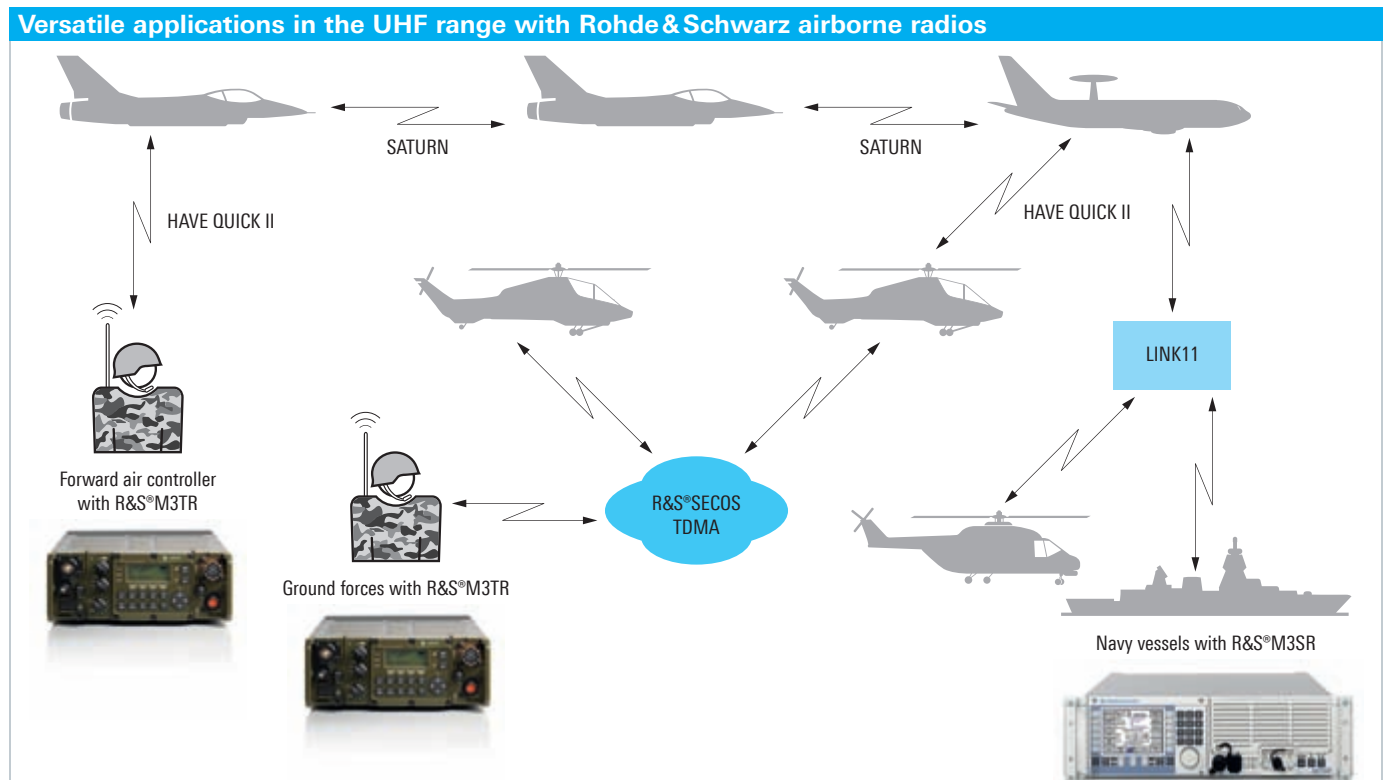 Versatile applications in the UHF range with Rohde & Schwarz airborne radios
SATURN
SATURN
HAVE QUICK II
HAVE QUICK II
LINK11
Forward air controller
with R&S®M3TR
R&S®SECOS
TDMA
Ground forces with R&S®M3TR
Navy vessels with R&S®M3SR